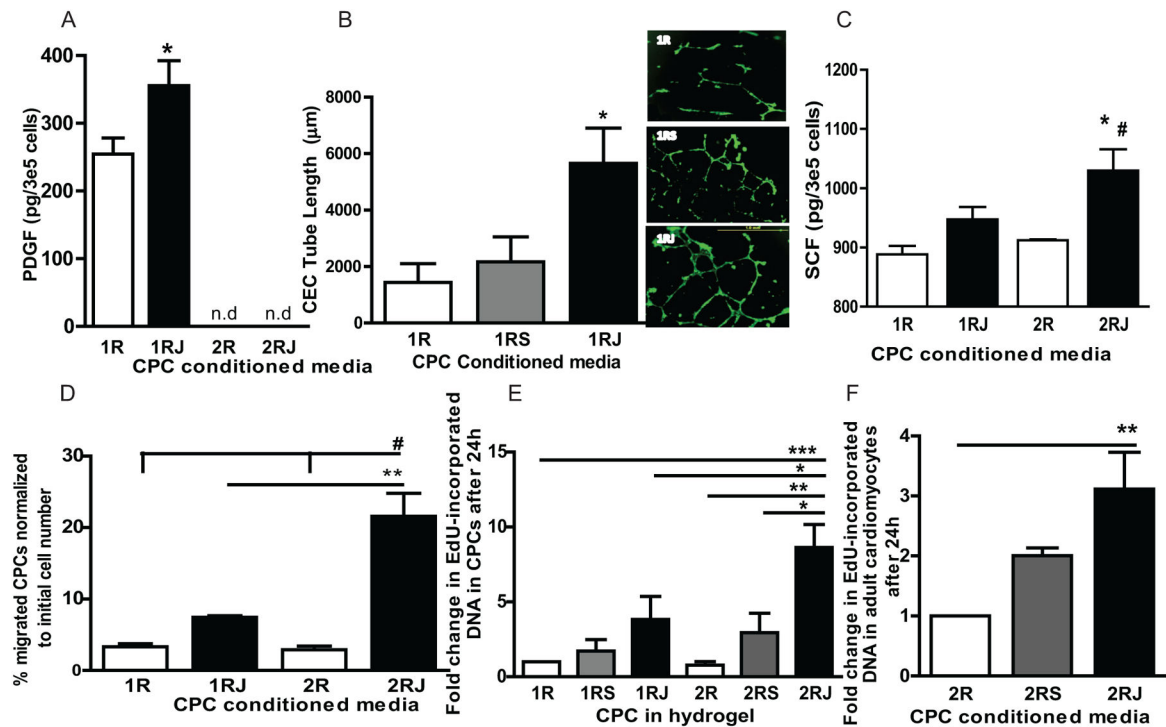 A
PDGF (pg/3e5 cells)
400
300
200
100
0
*
n.d
n.d
1R 1RJ 2R 2RJ
CPC conditioned media
B
CEC Tube Length (μm)
8000
6000
4000
2000
0
*
1R 1RS 1RJ
CPC Conditioned media
1R
1RS
1RJ
C
SCF (pg/3e5 cells)
1200
1100
1000
900
800
* #
1R 1RJ 2R 2RJ
CPC conditioned media
D
% migrated CPCs normalized
to initial cell number
30
20
10
0
#
**
1R 1RJ 2R 2RJ
CPC conditioned media
E
Fold change in EdU-incorporated
DNA in CPCs after 24h
15
10
5
0
***
*
**
*
1R 1RS 1RJ 2R 2RS 2RJ
CPC in hydrogel
F
Fold change in EdU-incorporated
DNA in adult cardiomyocytes
after 24h
4
3
2
1
0
**
2R 2RS 2RJ
CPC conditioned media